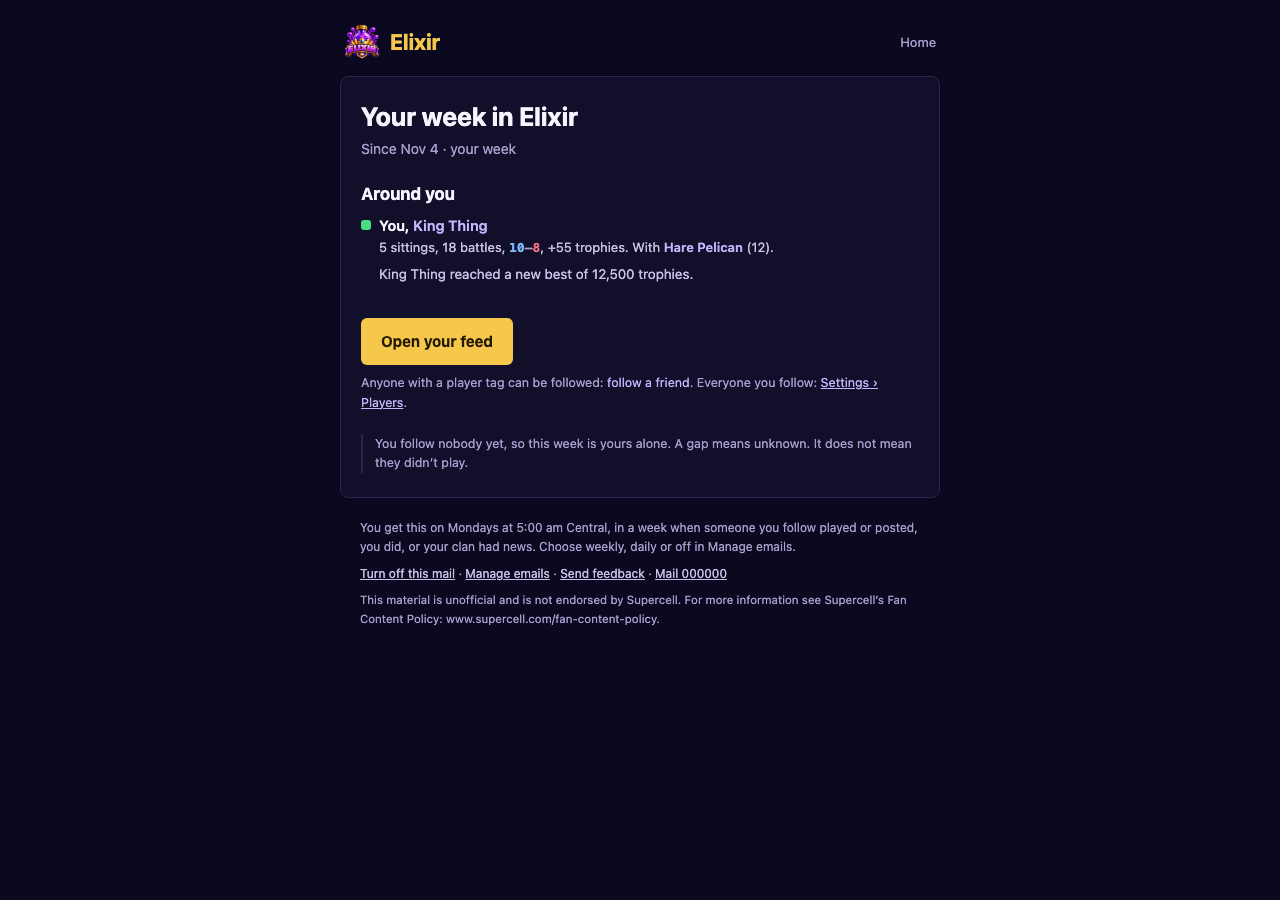 ELIXIR
Elixir
Home
Your week in Elixir
Since Nov 4 · your week
Around you
You, King Thing
5 sittings, 18 battles, 10–8, +55 trophies. With Hare Pelican (12).
King Thing reached a new best of 12,500 trophies.
Open your feed
Anyone with a player tag can be followed: follow a friend. Everyone you follow: Settings ›
Players.
You follow nobody yet, so this week is yours alone. A gap means unknown. It does not mean
they didn’t play.
You get this on Mondays at 5:00 am Central, in a week when someone you follow played or posted,
you did, or your clan had news. Choose weekly, daily or off in Manage emails.
Turn off this mail · Manage emails · Send feedback · Mail 000000
This material is unofficial and is not endorsed by Supercell. For more information see Supercell’s Fan
Content Policy: www.supercell.com/fan-content-policy.